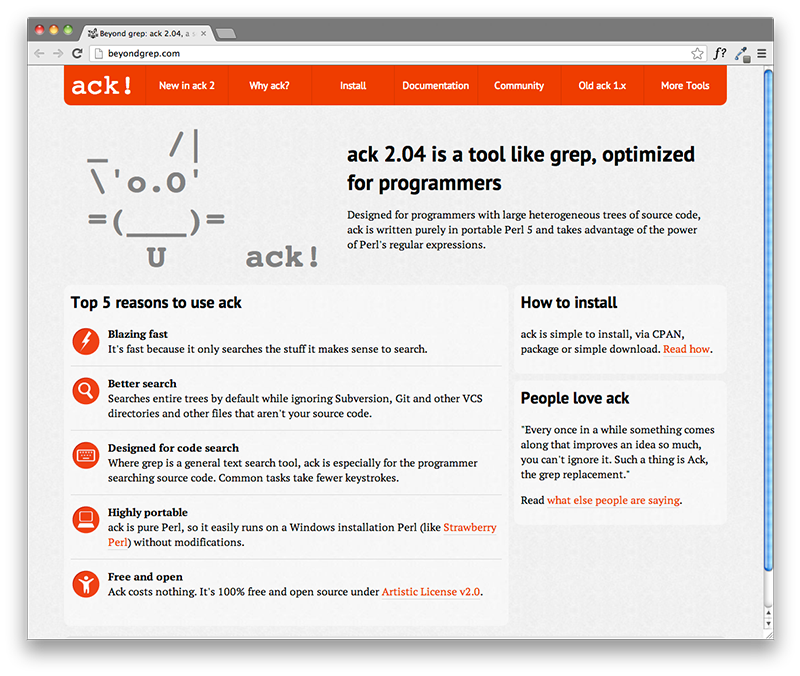 Beyond grep: ack 2.04, a s
beyondgrep.com
f?
ack!
New in ack 2
Why ack?
Install
Documentation
Community
Old ack 1.x
More Tools
_   /|
\'o.O'
=(___)=
U    ack!
ack 2.04 is a tool like grep, optimized
for programmers
Designed for programmers with large heterogeneous trees of source code,
ack is written purely in portable Perl 5 and takes advantage of the power
of Perl's regular expressions.
Top 5 reasons to use ack
Blazing fast
It's fast because it only searches the stuff it makes sense to search.
Better search
Searches entire trees by default while ignoring Subversion, Git and other VCS
directories and other files that aren't your source code.
Designed for code search
Where grep is a general text search tool, ack is especially for the programmer
searching source code. Common tasks take fewer keystrokes.
Highly portable
ack is pure Perl, so it easily runs on a Windows installation Perl (like Strawberry
Perl) without modifications.
Free and open
Ack costs nothing. It's 100% free and open source under Artistic License v2.0.
How to install
ack is simple to install, via CPAN,
package or simple download. Read how.
People love ack
"Every once in a while something comes
along that improves an idea so much,
you can't ignore it. Such a thing is Ack,
the grep replacement."
Read what else people are saying.